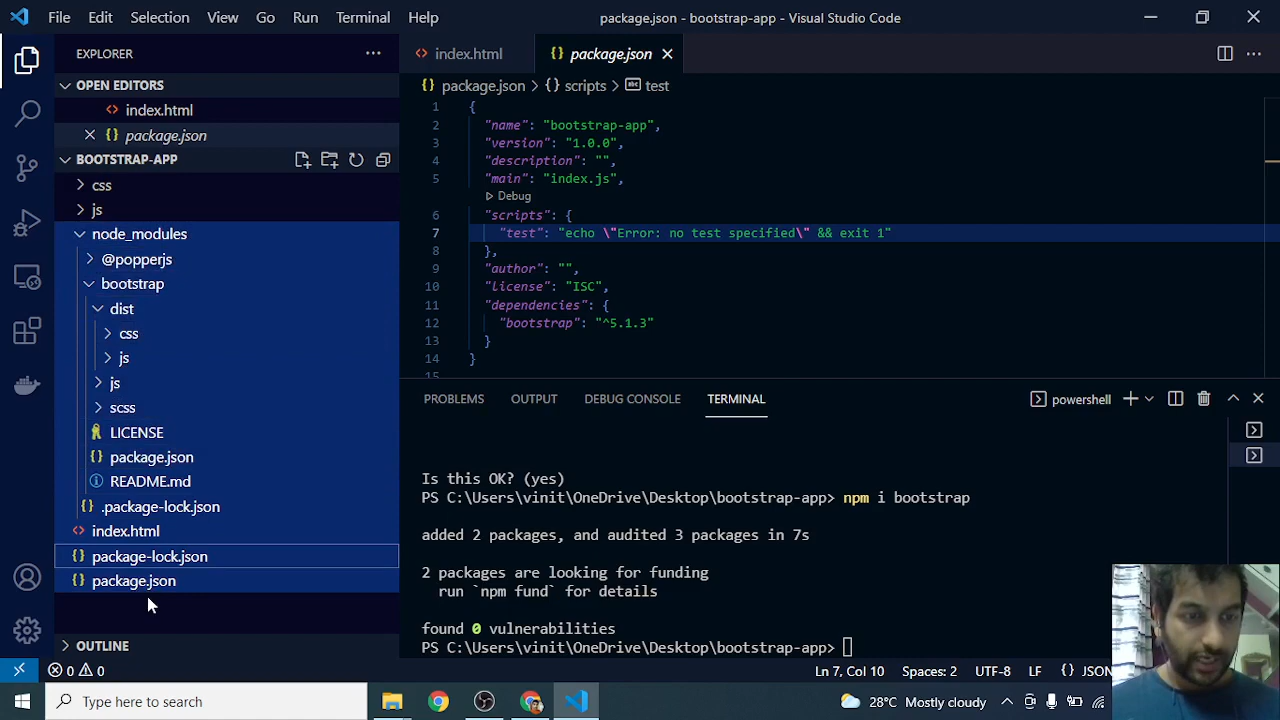 File Edit Selection View Go Run Terminal Help package.json - bootstrap-app - Visual Studio Code
EXPLORER
OPEN EDITORS
index.html
package.json
BOOTSTRAP-APP
css
js
node_modules
@popperjs
bootstrap
dist
css
js
js
scss
LICENSE
package.json
README.md
.package-lock.json
index.html
package-lock.json
package.json
OUTLINE
index.html package.json
package.json > scripts > test
1 {
2 "name": "bootstrap-app",
3 "version": "1.0.0",
4 "description": "",
5 "main": "index.js",
Debug
6 "scripts": {
7 "test": "echo \"Error: no test specified\" && exit 1"
8 },
9 "author": "",
10 "license": "ISC",
11 "dependencies": {
12 "bootstrap": "^5.1.3"
13 }
14 }
15
PROBLEMS OUTPUT DEBUG CONSOLE TERMINAL powershell
Is this OK? (yes)
PS C:\Users\vinit\OneDrive\Desktop\bootstrap-app> npm i bootstrap
added 2 packages, and audited 3 packages in 7s
2 packages are looking for funding
run `npm fund` for details
found 0 vulnerabilities
PS C:\Users\vinit\OneDrive\Desktop\bootstrap-app>
0 0 Ln 7, Col 10 Spaces: 2 UTF-8 LF {} JSON
Type here to search 28°C Mostly cloudy